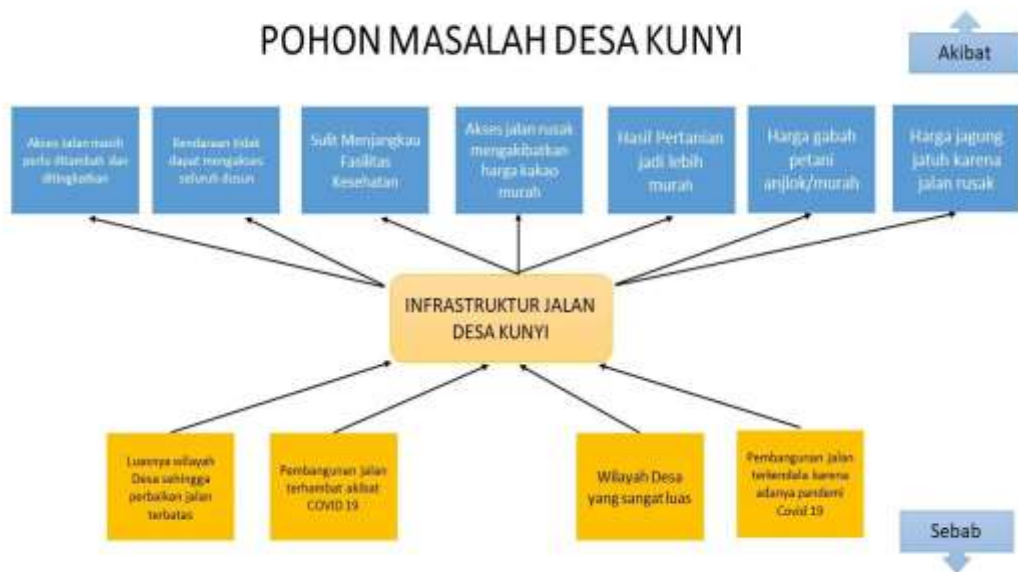 POHON MASALAH DESA KUNYI
Akibat
Akses jalan masih
perlu ditambah dan
ditingkatkan
Kendaraan tidak
dapat mengakses
seluruh dusun
Sulit Menjangkau
Fasilitas
Kesehatan
Akses jalan rusak
mengakibatkan
harga kakao
murah
Hasil Pertanian
jadi lebih
murah
Harga gabah
petani
anjlok/murah
Harga jagung
jatuh karena
jalan rusak
INFRASTRUKTUR JALAN
DESA KUNYI
Luasnya wilayah
Desa sehingga
perbaikan jalan
terbatas
Pembangunan jalan
terhambat akibat
COVID 19
Wilayah Desa
yang sangat luas
Pembangunan jalan
terkendala karena
adanya pandemi
Covid 19
Sebab